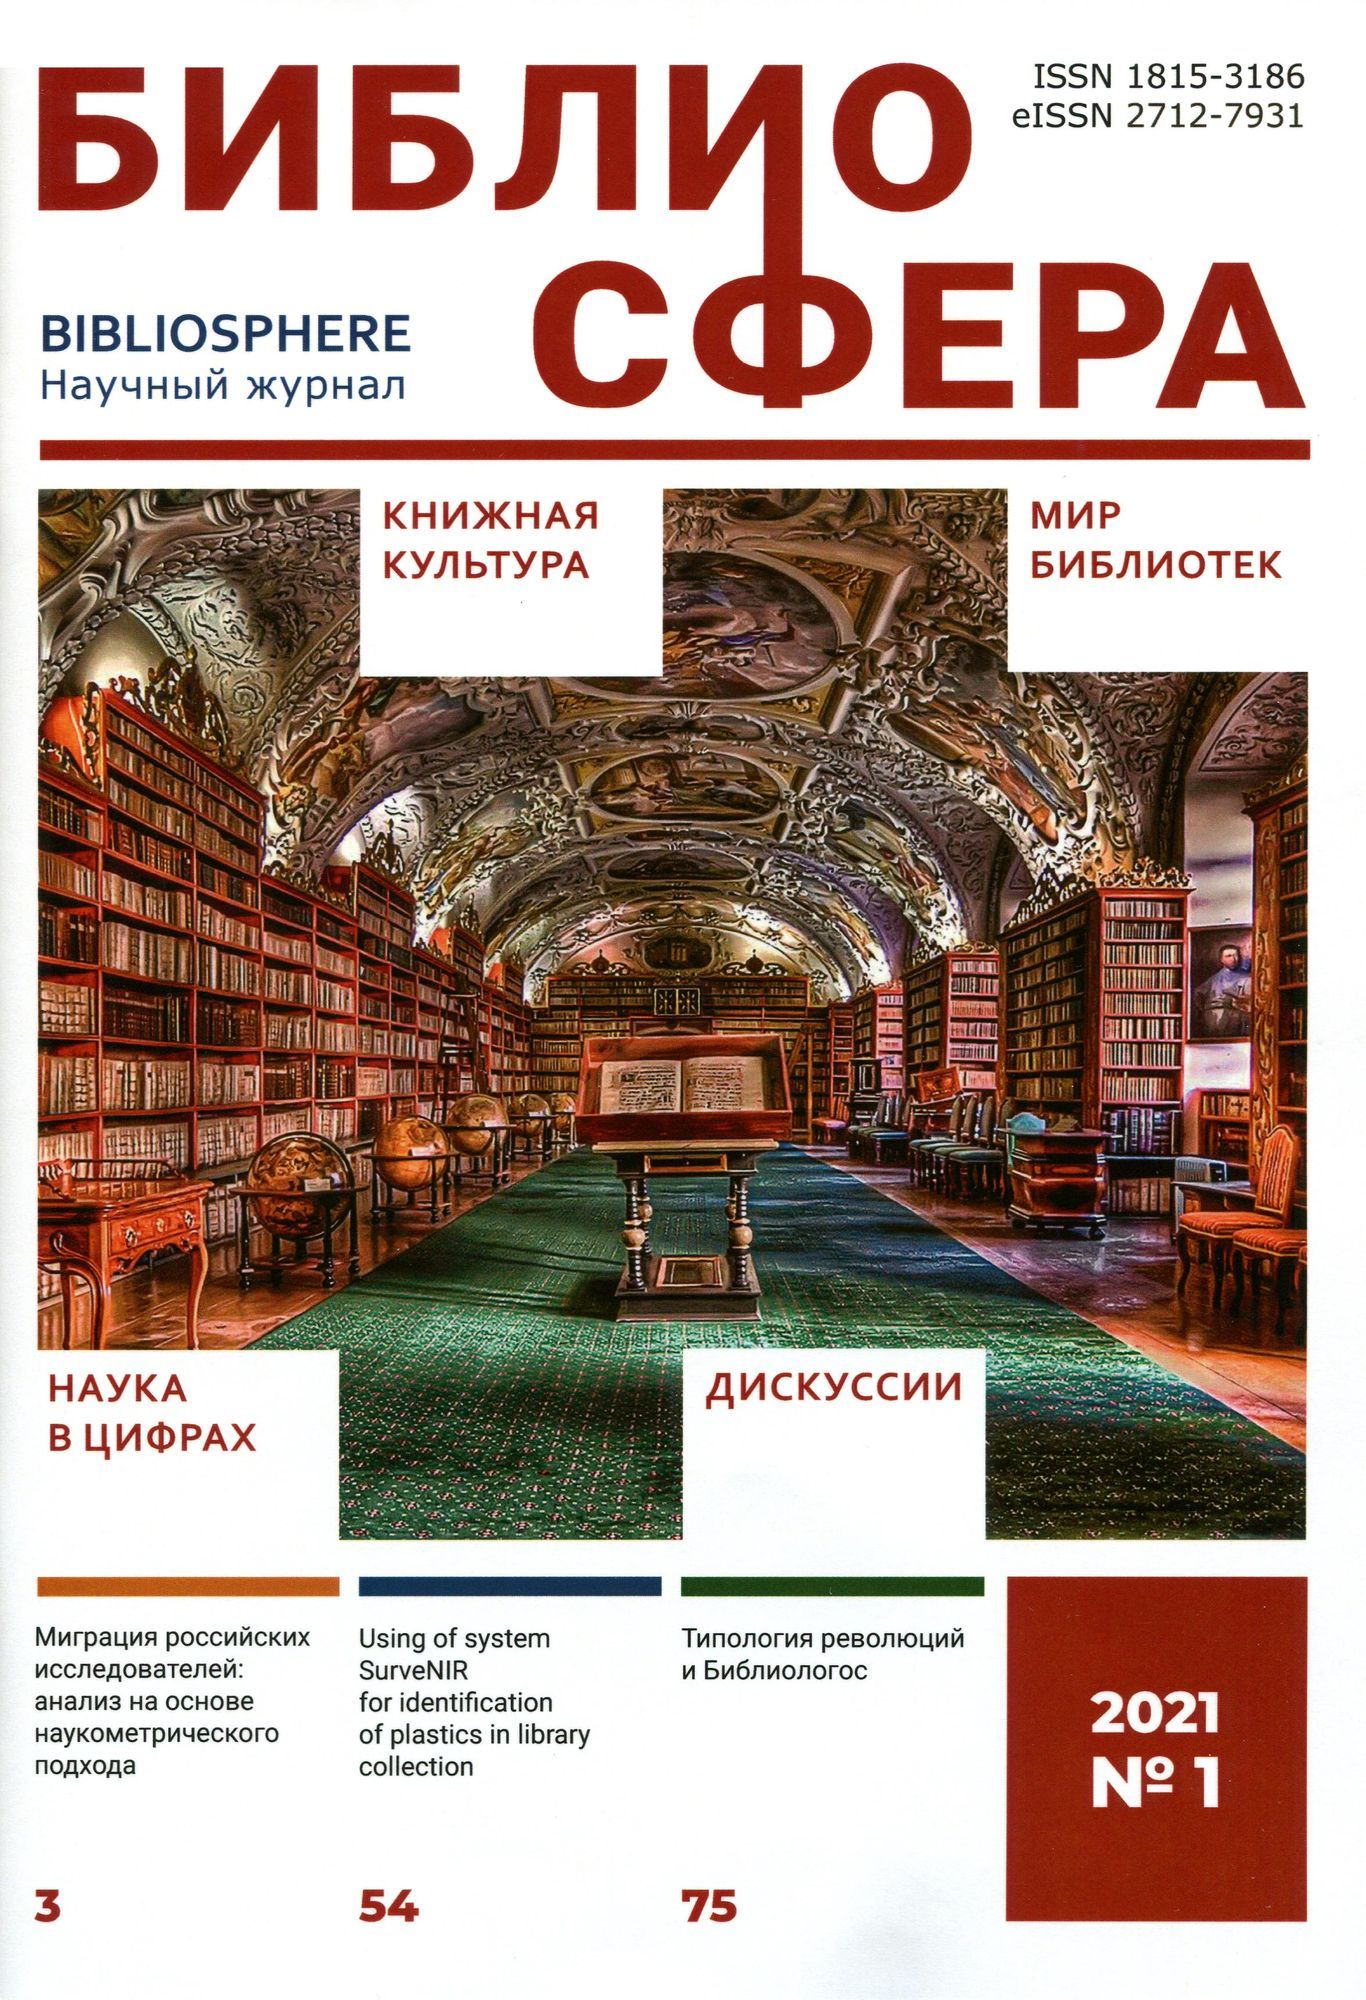 БИБЛИО
СФЕРА
ISSN 1815-3186
eISSN 2712-7931
BIBLIOSPHERE
Научный журнал
КНИЖНАЯ
КУЛЬТУРА
МИР
БИБЛИОТЕК
НАУКА
В ЦИФРАХ
ДИСКУССИИ
Миграция российских
исследователей:
анализ на основе
наукометрического
подхода
3
Using of system
SurveNIR
for identification
of plastics in library
collection
54
Типология революций
и Библиологос
75
2021
№ 1